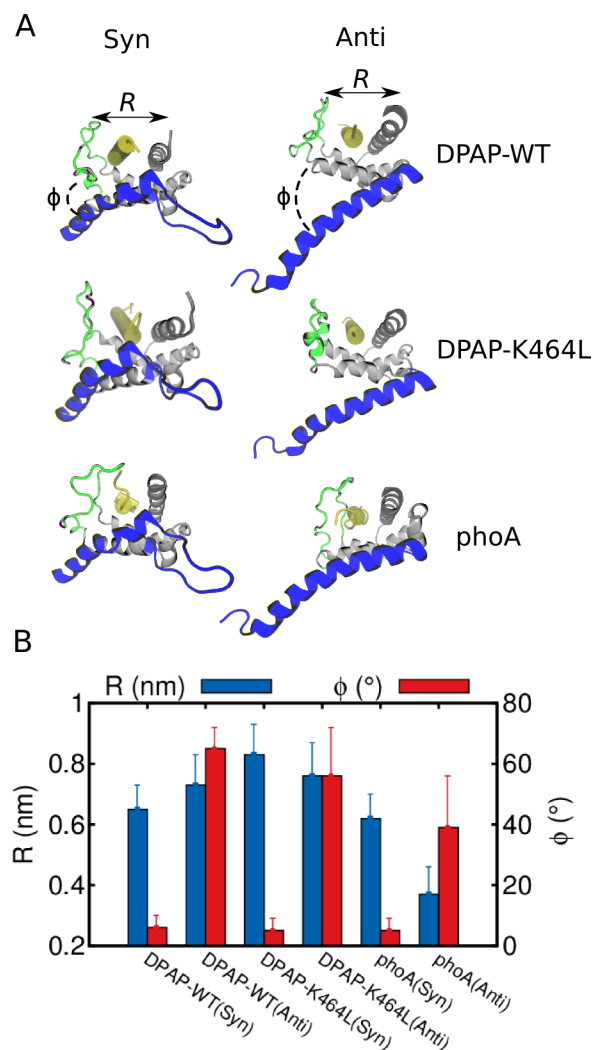 A
Syn
Anti
R
R
DPAP-WT
ϕ
ϕ
DPAP-K464L
phoA
B
R (nm)
ϕ (°)
1
0.8
0.6
0.4
0.2
R (nm)
80
60
40
20
0
ϕ (°)
DPAP-WT(Syn)
DPAP-WT(Anti)
DPAP-K464L(Syn)
DPAP-K464L(Anti)
phoA(Syn)
phoA(Anti)